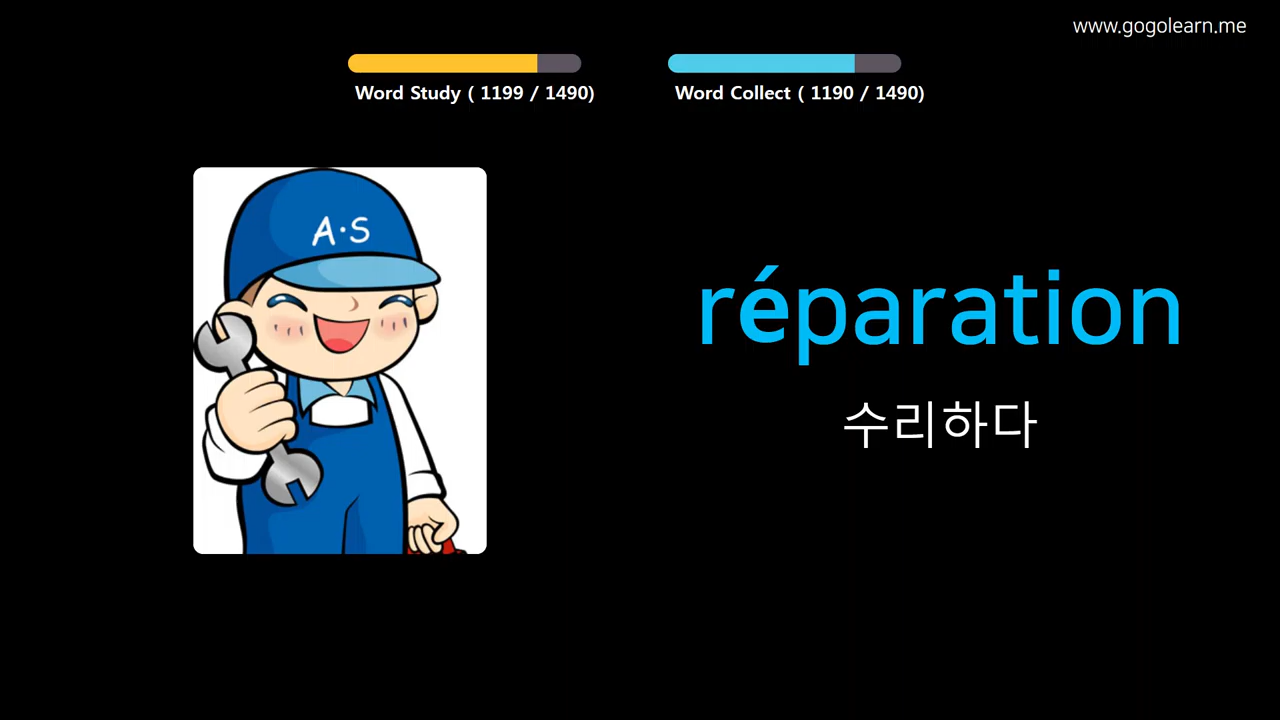 www.gogolearn.me
Word Study ( 1199 / 1490)
Word Collect ( 1190 / 1490)
A·S
réparation
수리하다